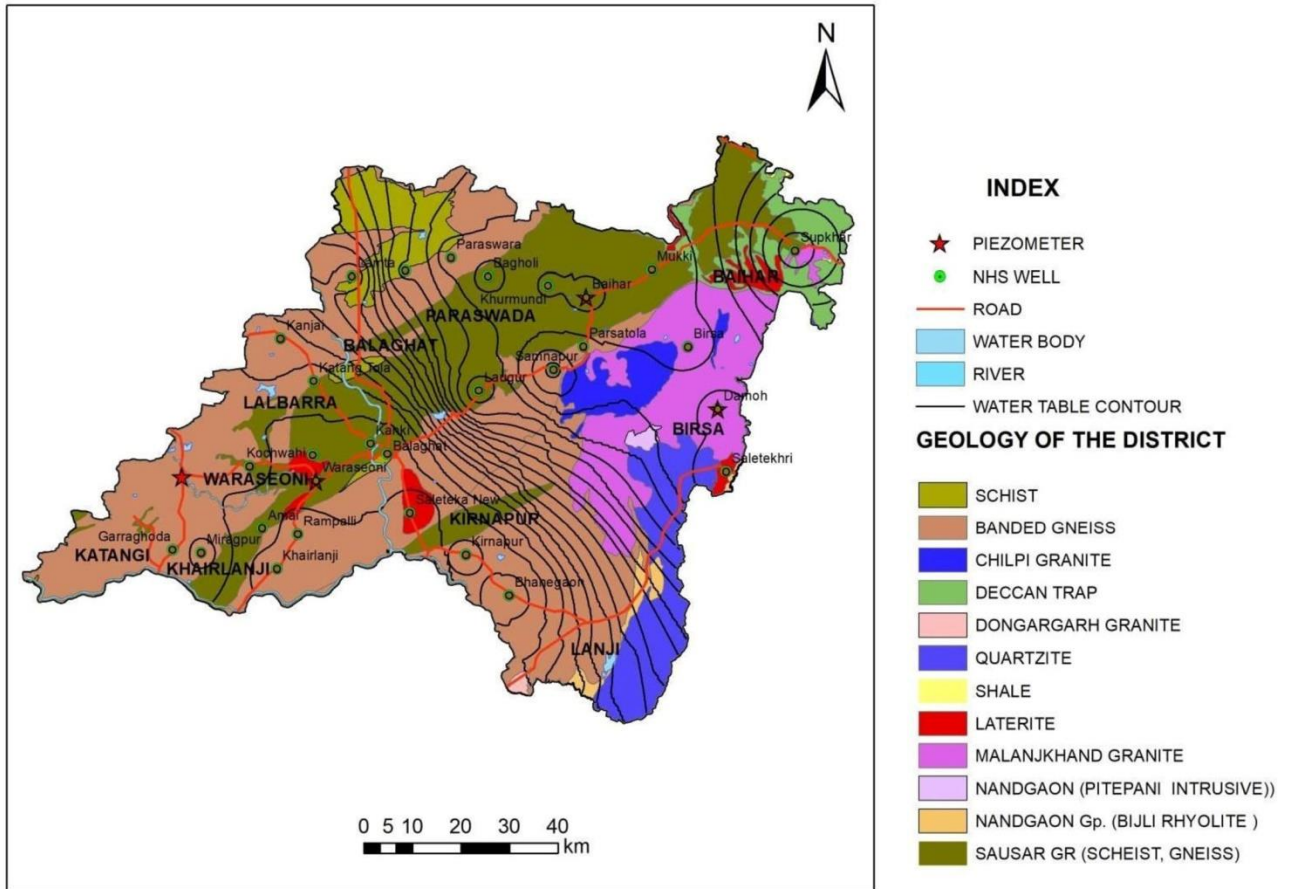 N
Supkhar
Paraswara
Mukki
Lamta
Bagholi
BAIHAR
Baihar
Khurmundi
PARASWADA
Kanjai
Parsatola
Birsa
BALAGHAT
Samnapur
Katang Tola
Laugur
LALBARRA
Damoh
BIRSA
Kanki
Balaghat
Kochwahi
Waraseoni
Saletekhri
WARASEONI
Saleteka New
KIRNAPUR
Amai
Rampalli
Garraghoda
Miragpur
KATANGI
KHAIRLANJI
Khairlanji
Kirnapur
Bhanegaon
LANJI
0 5 10 20 30 40
km
INDEX
PIEZOMETER
NHS WELL
ROAD
WATER BODY
RIVER
WATER TABLE CONTOUR
GEOLOGY OF THE DISTRICT
SCHIST
BANDED GNEISS
CHILPI GRANITE
DECCAN TRAP
DONGARGARH GRANITE
QUARTZITE
SHALE
LATERITE
MALANJKHAND GRANITE
NANDGAON (PITEPANI INTRUSIVE))
NANDGAON Gp. (BIJLI RHYOLITE )
SAUSAR GR (SCHEIST, GNEISS)